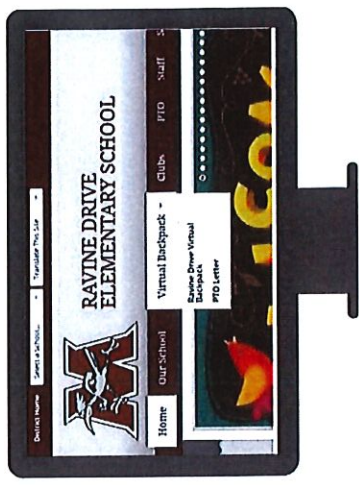 District Home
Select a School...
Translate This Site
RAVINE DRIVE
ELEMENTARY SCHOOL
Home
Our School
Virtual Backpack
Clubs
PTO
Staff
Ravine Drive Virtual
Backpack
PTO Letter